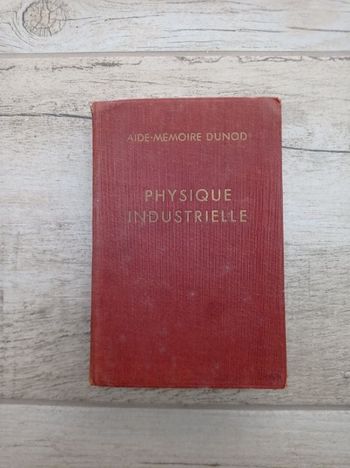 AIDE-MÉMOIRE DUNOD
PHYSIQUE
INDUSTRIELLE